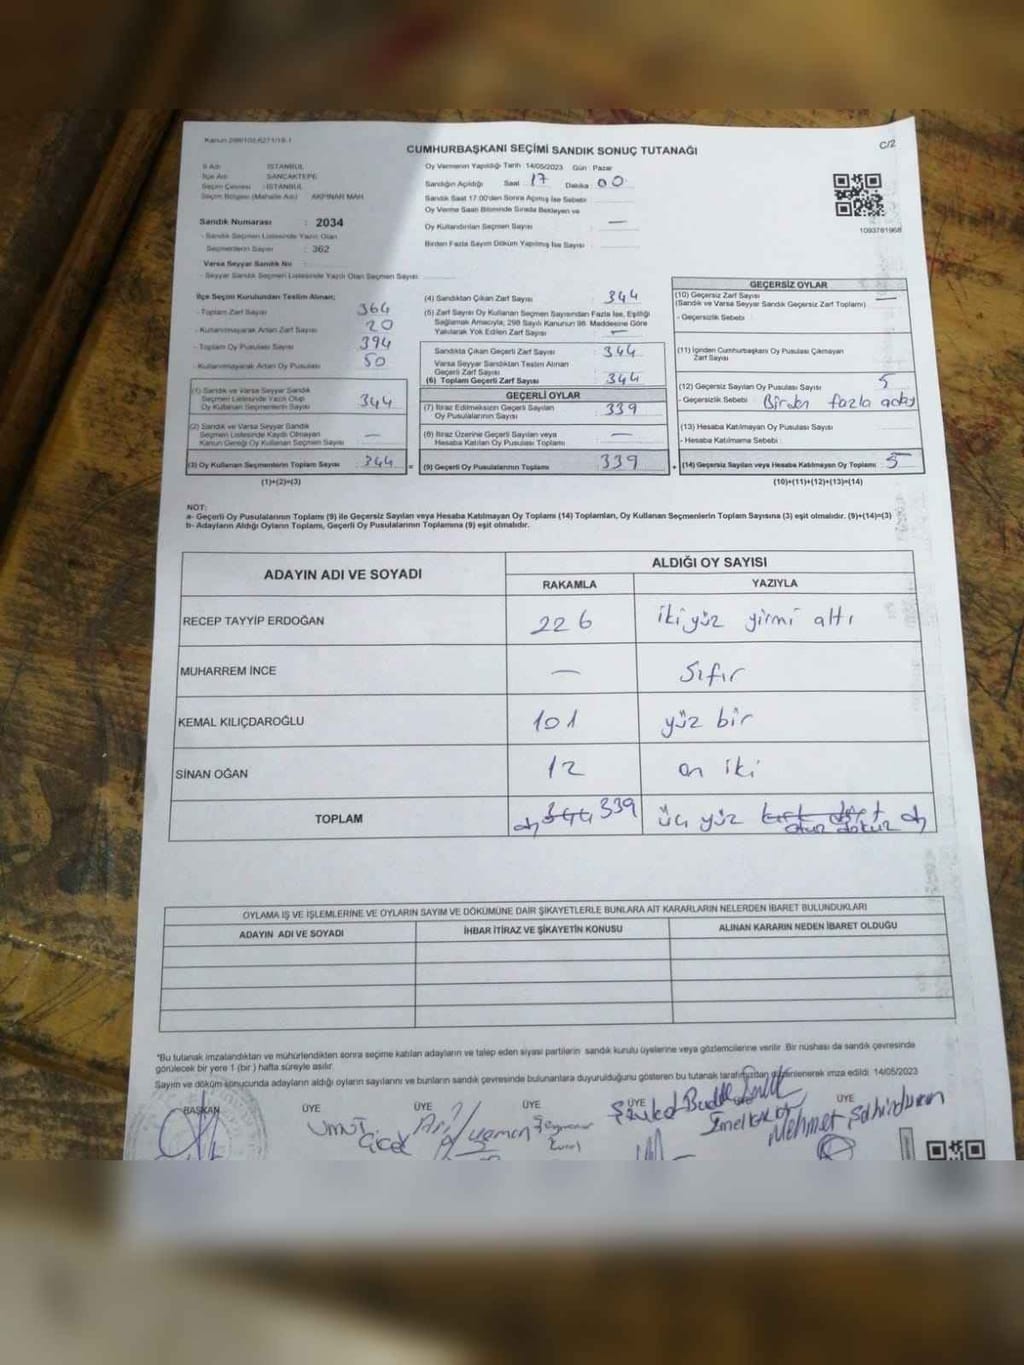 Kanun 298/102-6271/18-1
C/2
CUMHURBAŞKANI SEÇİMİ SANDIK SONUÇ TUTANAĞI
İl Adı : İSTANBUL
İlçe Adı : SANCAKTEPE
Seçim Çevresi : İSTANBUL
Seçim Bölgesi (Mahalle Adı) : AKPINAR MAH
Sandık Numarası : 2034
- Sandık Seçmen Listesinde Yazılı Olan
Seçmenlerin Sayısı : 362
Varsa Seyyar Sandık No :
- Seyyar Sandık Seçmen Listesinde Yazılı Olan Seçmen Sayısı
Oy Vermenin Yapıldığı Tarih : 14/05/2023 Gün : Pazar
Sandığın Açıldığı Saat 17 Dakika 00
Sandık Saat 17.00'den Sonra Açılmış İse Sebebi
Oy Verme Saati Bitiminde Sırada Bekleyen ve
Oy Kullandırılan Seçmen Sayısı —
Birden Fazla Sayım Döküm Yapılmış İse Sayısı
1093781968
İlçe Seçim Kurulundan Teslim Alınan;
- Toplam Zarf Sayısı 364
- Kullanılmayarak Artan Zarf Sayısı 20
- Toplam Oy Pusulası Sayısı 394
- Kullanılmayarak Artan Oy Pusulası 50
(1) Sandık ve Varsa Seyyar Sandık
Seçmen Listesinde Yazılı Olup
Oy Kullanan Seçmenlerin Sayısı 344
(2) Sandık ve Varsa Seyyar Sandık
Seçmen Listesinde Kaydı Olmayan
Kanun Gereği Oy Kullanan Seçmen Sayısı —
(3) Oy Kullanan Seçmenlerin Toplam Sayısı 344
(1)+(2)=(3)
(4) Sandıktan Çıkan Zarf Sayısı 344
(5) Zarf Sayısı Oy Kullanan Seçmen Sayısından Fazla İse, Eşitliği
Sağlamak Amacıyla; 298 Sayılı Kanunun 98. Maddesine Göre
Yakılarak Yok Edilen Zarf Sayısı —
Sandıkta Çıkan Geçerli Zarf Sayısı 344
Varsa Seyyar Sandıktan Teslim Alınan
Geçerli Zarf Sayısı
(6) Toplam Geçerli Zarf Sayısı 344
GEÇERLİ OYLAR
(7) İtiraz Edilmeksizin Geçerli Sayılan
Oy Pusulalarının Sayısı 339
(8) İtiraz Üzerine Geçerli Sayılan veya
Hesaba Katılan Oy Pusulası Toplamı —
= (9) Geçerli Oy Pusulalarının Toplamı 339
GEÇERSİZ OYLAR
(10) Geçersiz Zarf Sayısı —
(Sandık ve Varsa Seyyar Sandık Geçersiz Zarf Toplamı)
- Geçersizlik Sebebi :
(11) İçinden Cumhurbaşkanı Oy Pusulası Çıkmayan
Zarf Sayısı
(12) Geçersiz Sayılan Oy Pusulası Sayısı 5
- Geçersizlik Sebebi : Birden fazla
(13) Hesaba Katılmayan Oy Pusulası Sayısı :
- Hesaba Katılmama Sebebi :
+ (14) Geçersiz Sayılan veya Hesaba Katılmayan Oy Toplamı 5
(10)+(11)+(12)+(13)=(14)
NOT:
a- Geçerli Oy Pusulalarının Toplamı (9) ile Geçersiz Sayılan veya Hesaba Katılmayan Oy Toplamı (14) Toplamları, Oy Kullanan Seçmenlerin Toplam Sayısına (3) eşit olmalıdır. (9)+(14)=(3)
b- Adayların Aldığı Oyların Toplamı, Geçerli Oy Pusulalarının Toplamına (9) eşit olmalıdır.
ADAYIN ADI VE SOYADI
ALDIĞI OY SAYISI
RAKAMLA YAZIYLA
RECEP TAYYİP ERDOĞAN 226 iki yüz yirmi altı
MUHARREM İNCE — Sıfır
KEMAL KILIÇDAROĞLU 101 yüz bir
SİNAN OĞAN 12 on iki
TOPLAM 344 339 üç yüz kırk dört
otuz dokuz
OYLAMA İŞ VE İŞLEMLERİNE VE OYLARIN SAYIM VE DÖKÜMÜNE DAİR ŞİKAYETLERLE BUNLARA AİT KARARLARIN NELERDEN İBARET BULUNDUKLARI
ADAYIN ADI VE SOYADI İHBAR İTİRAZ VE ŞİKAYETİN KONUSU ALINAN KARARIN NEDEN İBARET OLDUĞU
*Bu tutanak imzalandıktan ve mühürlendikten sonra seçime katılan adayların ve talep eden siyasi partilerin sandık kurulu üyelerine veya gözlemcilerine verilir. Bir nüshası da sandık çevresinde
görülecek bir yere 1 (bir) hafta süreyle asılır.
Sayım ve döküm sonucunda adayların aldığı oyların sayılarını ve bunların sandık çevresinde bulunanlara duyurulduğunu gösteren bu tutanak tarafımızdan düzenlenerek imza edildi. 14/05/2023
BAŞKAN ÜYE ÜYE ÜYE ÜYE ÜYE
Umut
Çiçek
Mehmet